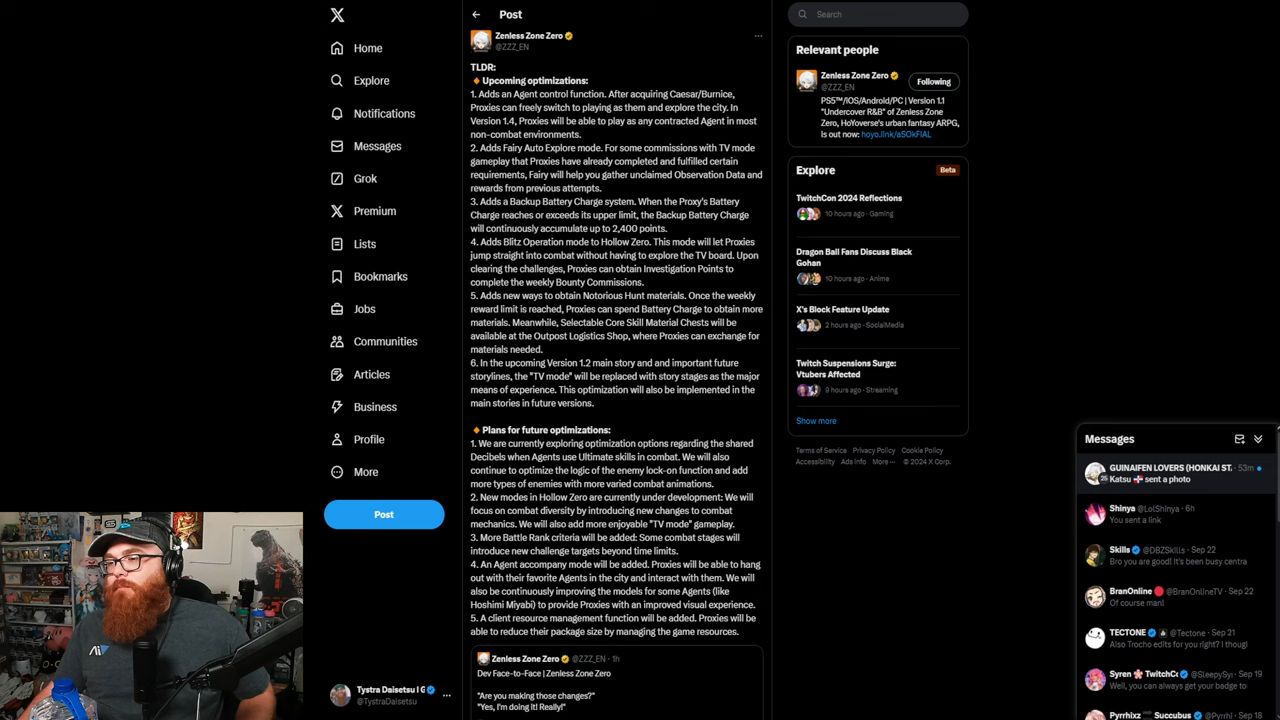 Home
Explore
Notifications
Messages
Grok
Premium
Lists
Bookmarks
Jobs
Communities
Articles
Business
Profile
More
Post
Tystra Daisetsu | G
@TystraDaisetsu
Post
Zenless Zone Zero
@ZZZ_EN
TLDR:
🔸Upcoming optimizations:
1. Adds an Agent control function. After acquiring Caesar/Burnice,
Proxies can freely switch to playing as them and explore the city. In
Version 1.4, Proxies will be able to play as any contracted Agent in most
non-combat environments.
2. Adds Fairy Auto Explore mode. For some commissions with TV mode
gameplay that Proxies have already completed and fulfilled certain
requirements, Fairy will help you gather unclaimed Observation Data and
rewards from previous attempts.
3. Adds a Backup Battery Charge system. When the Proxy's Battery
Charge reaches or exceeds its upper limit, the Backup Battery Charge
will continuously accumulate up to 2,400 points.
4. Adds Blitz Operation mode to Hollow Zero. This mode will let Proxies
jump straight into combat without having to explore the TV board. Upon
clearing the challenges, Proxies can obtain Investigation Points to
complete the weekly Bounty Commissions.
5. Adds new ways to obtain Notorious Hunt materials. Once the weekly
reward limit is reached, Proxies can spend Battery Charge to obtain more
materials. Meanwhile, Selectable Core Skill Material Chests will be
available at the Outpost Logistics Shop, where Proxies can exchange for
materials needed.
6. In the upcoming Version 1.2 main story and and important future
storylines, the "TV mode" will be replaced with story stages as the major
means of experience. This optimization will also be implemented in the
main stories in future versions.
🔸Plans for future optimizations:
1. We are currently exploring optimization options regarding the shared
Decibels when Agents use Ultimate skills in combat. We will also
continue to optimize the logic of the enemy lock-on function and add
more types of enemies with more varied combat animations.
2. New modes in Hollow Zero are currently under development: We will
focus on combat diversity by introducing new changes to combat
mechanics. We will also add more enjoyable "TV mode" gameplay.
3. More Battle Rank criteria will be added: Some combat stages will
introduce new challenge targets beyond time limits.
4. An Agent accompany mode will be added. Proxies will be able to hang
out with their favorite Agents in the city and interact with them. We will
also be continuously improving the models for some Agents (like
Hoshimi Miyabi) to provide Proxies with an improved visual experience.
5. A client resource management function will be added. Proxies will be
able to reduce their package size by managing the game resources.
Zenless Zone Zero @ZZZ_EN · 1h
Dev Face-to-Face | Zenless Zone Zero
"Are you making those changes?"
"Yes, I'm doing it! Really!"
Search
Relevant people
Zenless Zone Zero
@ZZZ_EN
Following
PS5™/iOS/Android/PC | Version 1.1
"Undercover R&B" of Zenless Zone
Zero, HoYoverse's urban fantasy ARPG,
is out now: hoyo.link/aSOkFIAL
Explore
Beta
TwitchCon 2024 Reflections
10 hours ago · Gaming
Dragon Ball Fans Discuss Black
Gohan
10 hours ago · Anime
X's Block Feature Update
2 hours ago · SocialMedia
Twitch Suspensions Surge:
Vtubers Affected
9 hours ago · Streaming
Show more
Terms of Service Privacy Policy Cookie Policy
Accessibility Ads info More ··· © 2024 X Corp.
Messages
GUINAIFEN LOVERS (HONKAI ST. · 53m
Katsu 🇩🇴 sent a photo
Shinya @LolShinya · 6h
You sent a link
Skills @DBZSkills · Sep 22
Bro you are good! It's been busy centra
BranOnline @BranOnlineTV · Sep 22
Of course man!
TECTONE @Tectone · Sep 21
Also Trocho edits for you right? I thougl
Syren TwitchCo @SleepySy · Sep 19
Well, you can always get your badge to
Pyrrhixz Succubus @Pyrrhi · Sep 18